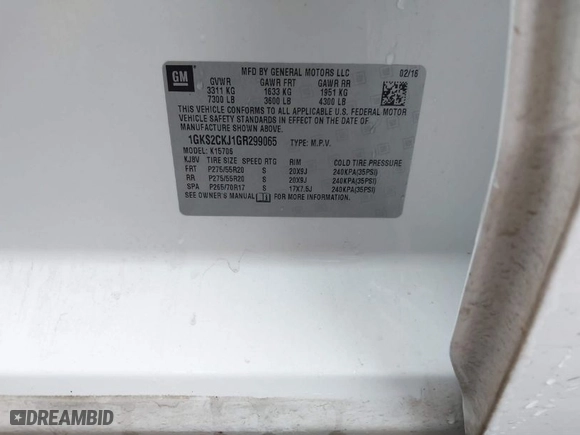 GM
MFD BY GENERAL MOTORS LLC 02/16
GVWR GAWR FRT GAWR RR
3311 KG 1633 KG 1951 KG
7300 LB 3600 LB 4300 LB
THIS VEHICLE CONFORMS TO ALL APPLICABLE U.S. FEDERAL MOTOR
VEHICLE SAFETY STANDARDS IN EFFECT ON THE DATE OF
MANUFACTURE SHOWN ABOVE.
1GKS2CKJ1GR299065 TYPE: M.P.V.
MODEL: K15706
KJ8V TIRE SIZE SPEED RTG RIM COLD TIRE PRESSURE
FRT P275/55R20 S 20X9J 240KPA(35PSI)
RR P275/55R20 S 20X9J 240KPA(35PSI)
SPA P265/70R17 S 17X7.5J 240KPA(35PSI)
SEE OWNER'S MANUAL FOR MORE INFORMATION.
DREAMBID